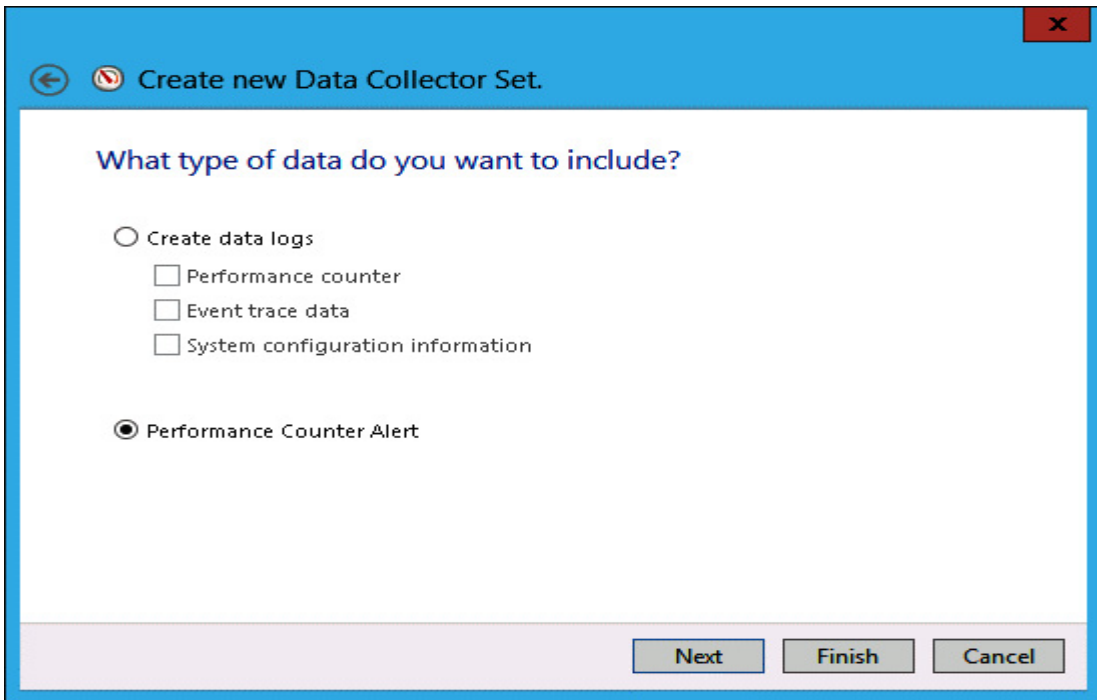 x
Create new Data Collector Set.
What type of data do you want to include?
Create data logs
Performance counter
Event trace data
System configuration information
Performance Counter Alert
Next Finish Cancel